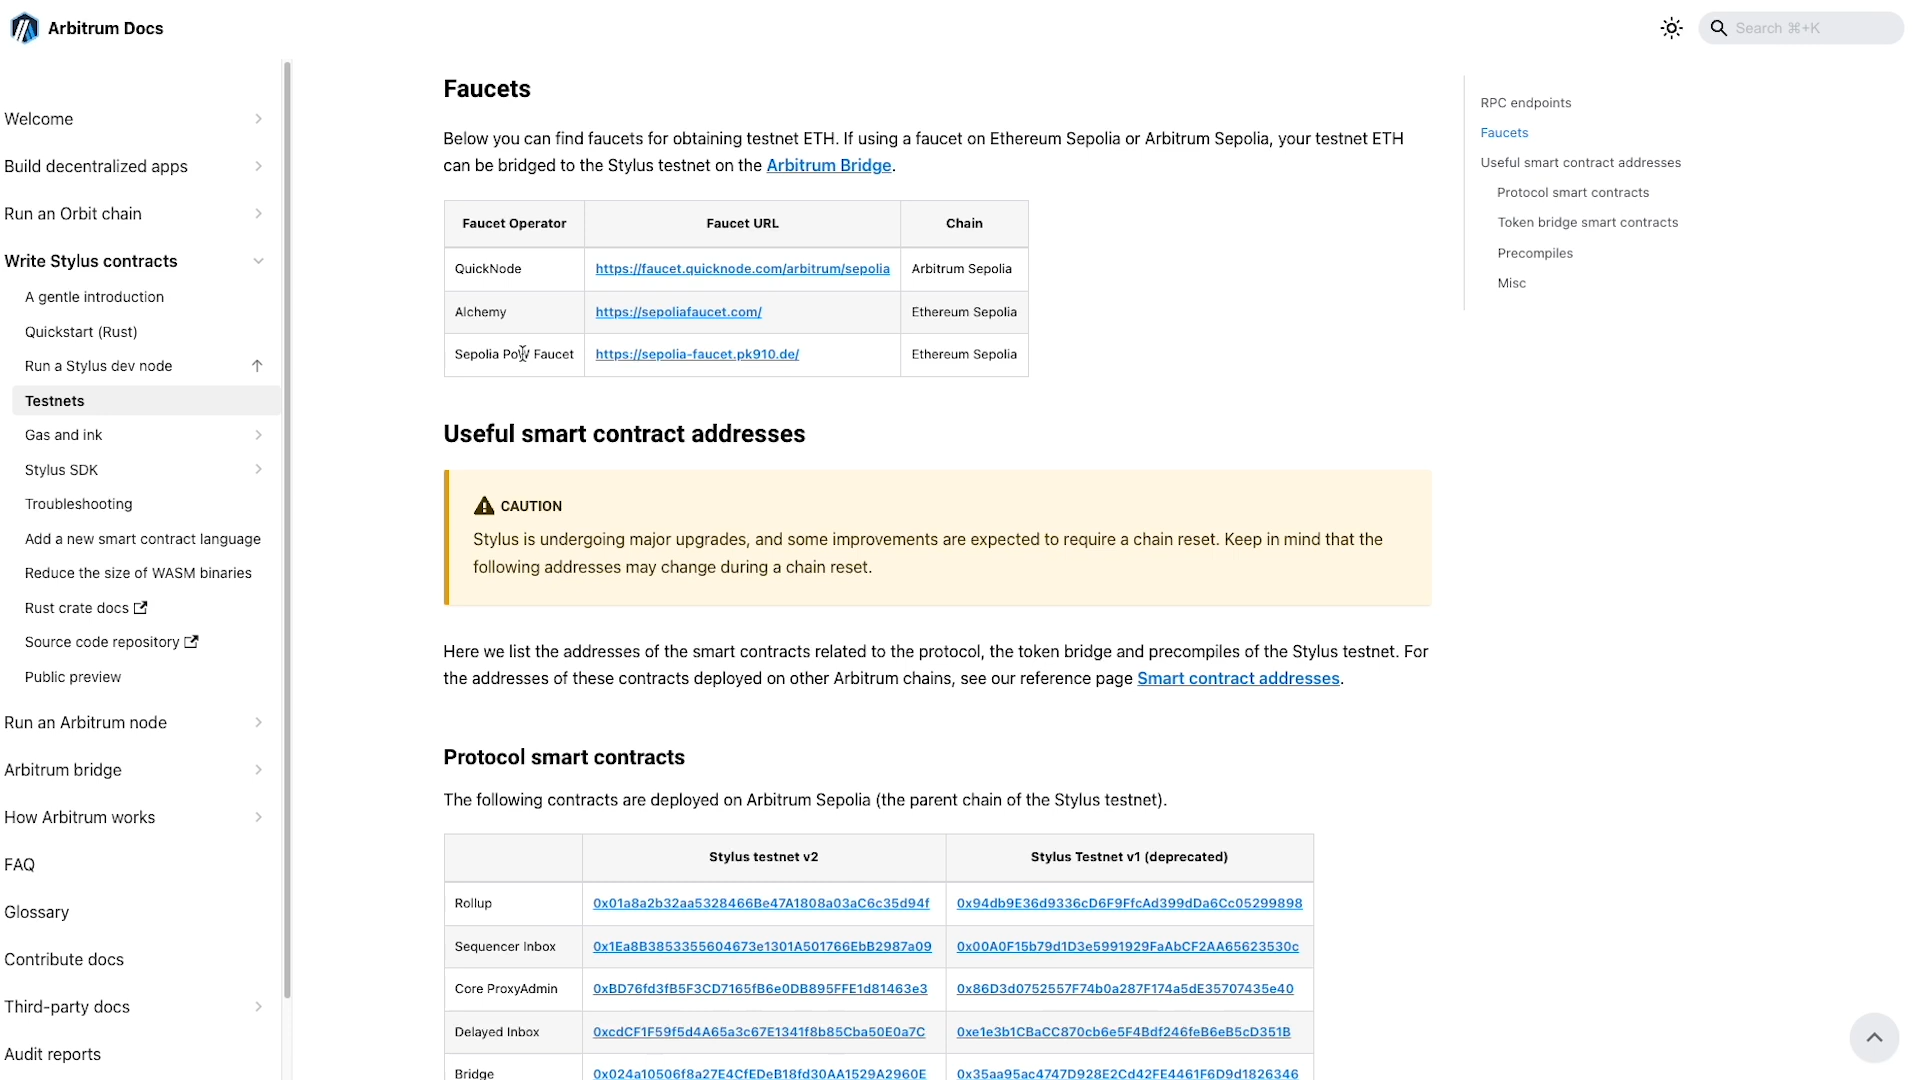 Arbitrum Docs
Search ⌘+K
Welcome
Build decentralized apps
Run an Orbit chain
Write Stylus contracts
A gentle introduction
Quickstart (Rust)
Run a Stylus dev node
Testnets
Gas and ink
Stylus SDK
Troubleshooting
Add a new smart contract language
Reduce the size of WASM binaries
Rust crate docs
Source code repository
Public preview
Run an Arbitrum node
Arbitrum bridge
How Arbitrum works
FAQ
Glossary
Contribute docs
Third-party docs
Audit reports
Faucets
Below you can find faucets for obtaining testnet ETH. If using a faucet on Ethereum Sepolia or Arbitrum Sepolia, your testnet ETH
can be bridged to the Stylus testnet on the Arbitrum Bridge.
Faucet Operator Faucet URL Chain
QuickNode https://faucet.quicknode.com/arbitrum/sepolia Arbitrum Sepolia
Alchemy https://sepoliafaucet.com/ Ethereum Sepolia
Sepolia PoW Faucet https://sepolia-faucet.pk910.de/ Ethereum Sepolia
Useful smart contract addresses
CAUTION
Stylus is undergoing major upgrades, and some improvements are expected to require a chain reset. Keep in mind that the
following addresses may change during a chain reset.
Here we list the addresses of the smart contracts related to the protocol, the token bridge and precompiles of the Stylus testnet. For
the addresses of these contracts deployed on other Arbitrum chains, see our reference page Smart contract addresses.
Protocol smart contracts
The following contracts are deployed on Arbitrum Sepolia (the parent chain of the Stylus testnet).
Stylus testnet v2 Stylus Testnet v1 (deprecated)
Rollup 0x01a8a2b32aa5328466Be47A1808a03aC6c35d94f 0x94db9E36d9336cD6F9FfcAd399dDa6Cc05299898
Sequencer Inbox 0x1Ea8B3853355604673e1301A501766EbB2987a09 0x00A0F15b79d1D3e5991929FaAbCF2AA65623530c
Core ProxyAdmin 0xBD76fd3fB5F3CD7165fB6e0DB895FFE1d81463e3 0x86D3d0752557F74b0a287F174a5dE35707435e40
Delayed Inbox 0xcdCF1F59f5d4A65a3c67E1341f8b85Cba50E0a7C 0xe1e3b1CBaCC870cb6e5F4Bdf246feB6eB5cD351B
Bridge 0x024a10506f8a27E4CfEDeB18fd30AA1529A2960E 0x35aa95ac4747D928E2Cd42FE4461F6D9d1826346
RPC endpoints
Faucets
Useful smart contract addresses
Protocol smart contracts
Token bridge smart contracts
Precompiles
Misc